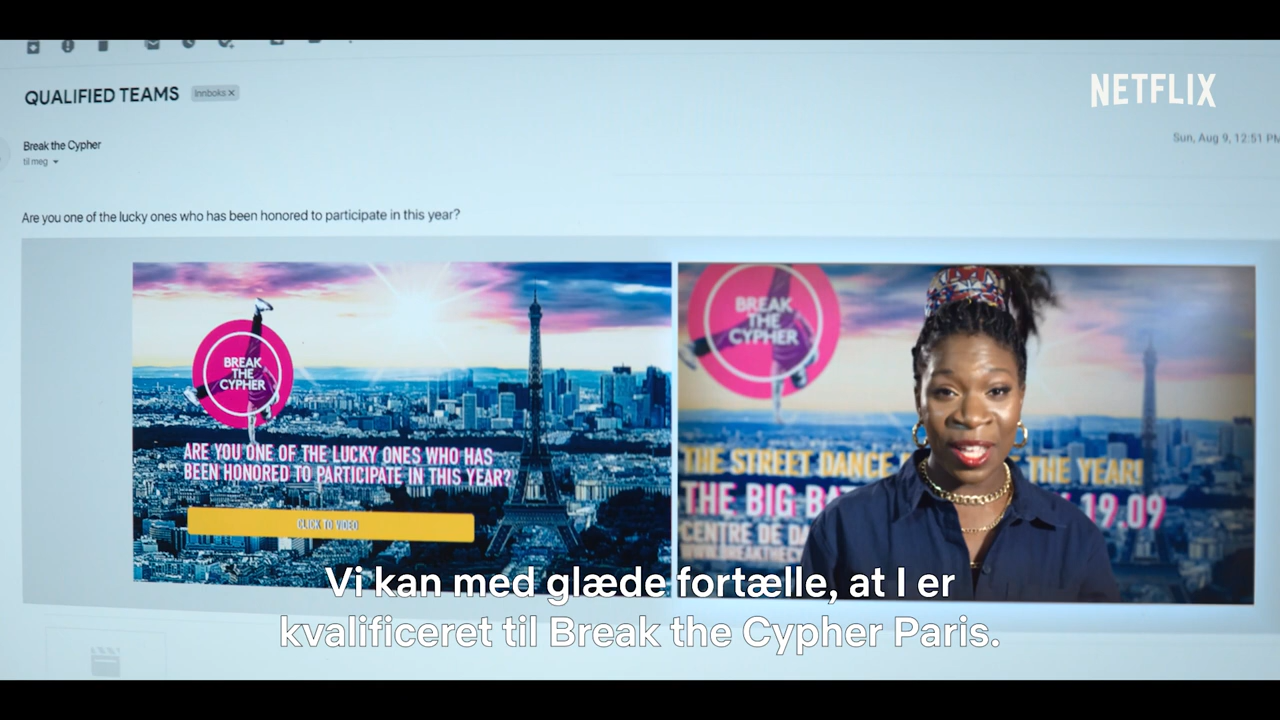 QUALIFIED TEAMS
Innboks ×
NETFLIX
Break the Cypher
til meg
Sun, Aug 9, 12:51 PM
Are you one of the lucky ones who has been honored to participate in this year?
BREAK
THE
CYPHER
ARE YOU ONE OF THE LUCKY ONES WHO HAS
BEEN HONORED TO PARTICIPATE IN THIS YEAR?
CLICK TO VIDEO
BREAK
THE
CYPHER
THE STREET DANCE THE YEAR!
THE BIG 19.09
CENTRE DE
Vi kan med glæde fortælle, at I er
kvalificeret til Break the Cypher Paris.